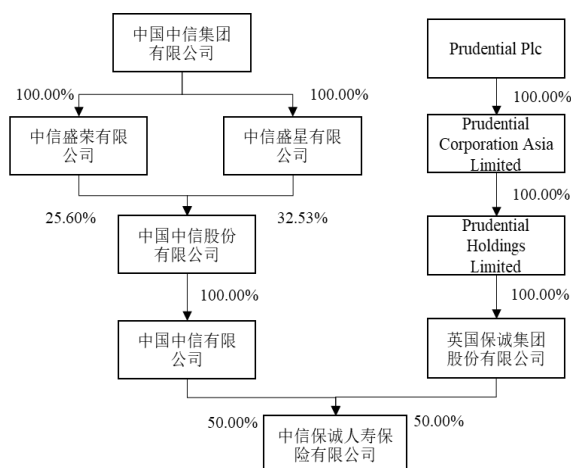 中国中信集团
有限公司
Prudential Plc
100.00%
100.00%
100.00%
中信盛荣有限
公司
中信盛星有限
公司
Prudential
Corporation Asia
Limited
25.60%
32.53%
100.00%
中国中信股份
有限公司
Prudential
Holdings
Limited
100.00%
100.00%
中国中信有限
公司
英国保诚集团
股份有限公司
50.00%
50.00%
中信保诚人寿保
险有限公司